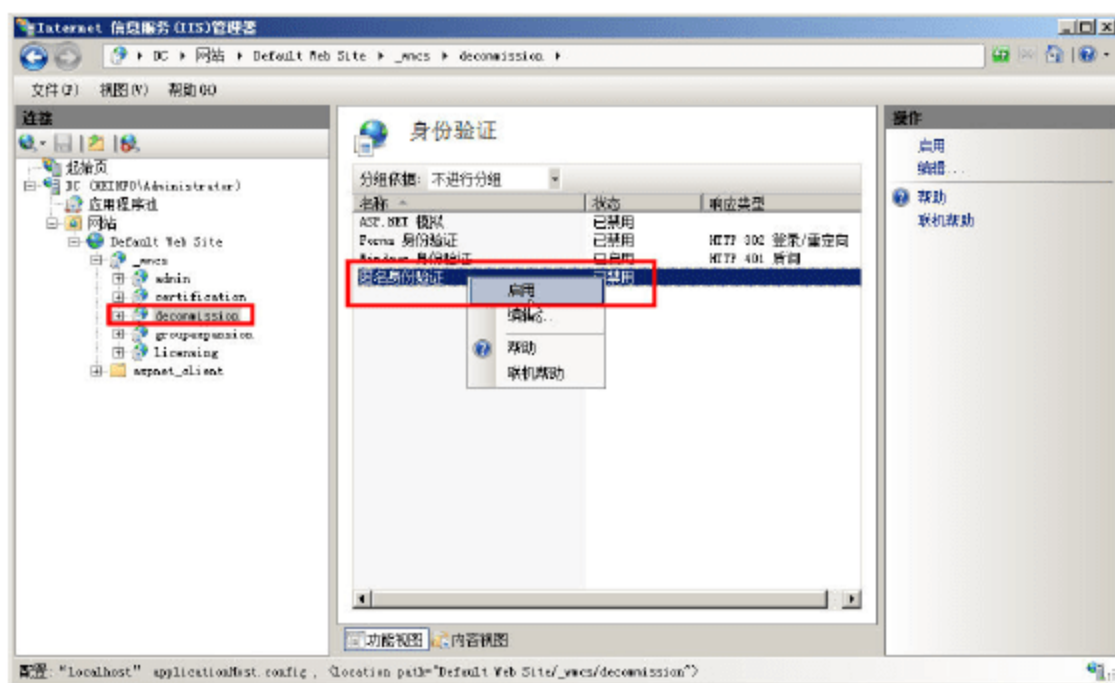 Internet 信息服务(IIS)管理器
DC 网站 Default Web Site _wmcs decommission
文件(F) 视图(V) 帮助(H)
连接
起始页
DC (\Administrator)
应用程序池
网站
Default Web Site
_wmcs
admin
certification
decommission
groupexpansion
licensing
aspnet_client
身份验证
分组依据: 不进行分组
名称 状态 响应类型
ASP.NET 模拟 已禁用
Forms 身份验证 已禁用 HTTP 302 登录/重定向
Windows 身份验证 已启用 HTTP 401 质询
匿名身份验证 已禁用
启用
编辑...
帮助
联机帮助
功能视图 内容视图
操作
启用
编辑...
帮助
联机帮助
配置: "localhost" applicationHost.config , <location path="Default Web Site/_wmcs/decommission">